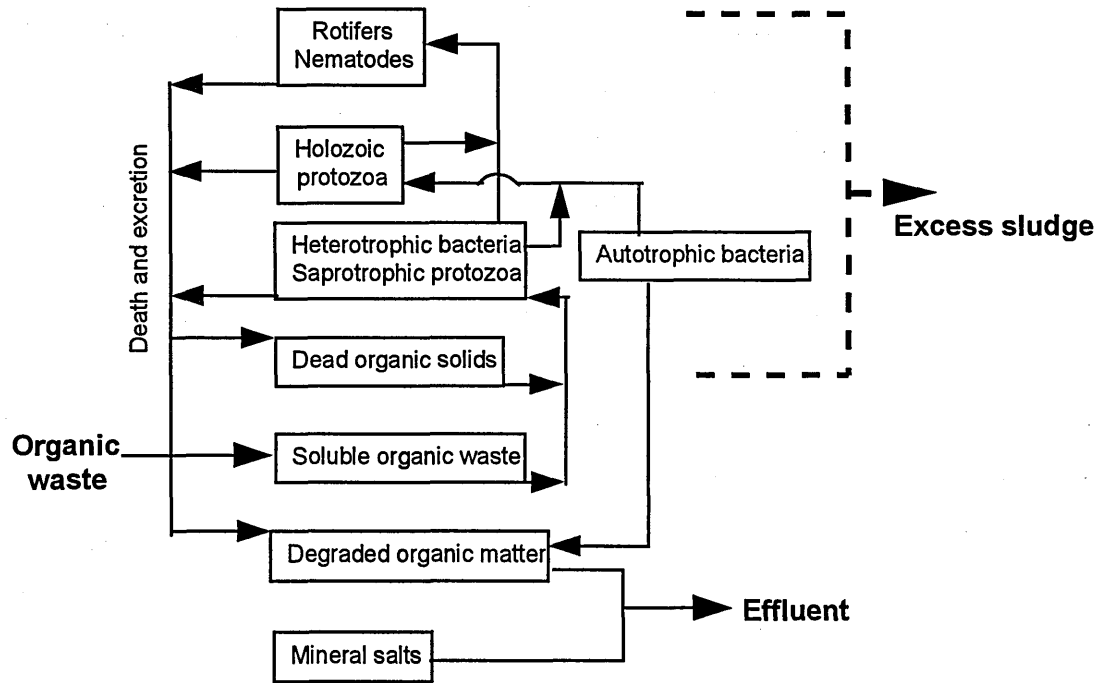 Rotifers
Nematodes
Death and excretion
Holozoic
protozoa
Excess sludge
Heterotrophic bacteria
Saprotrophic protozoa
Autotrophic bacteria
Dead organic solids
Organic
waste
Soluble organic waste
Degraded organic matter
Effluent
Mineral salts